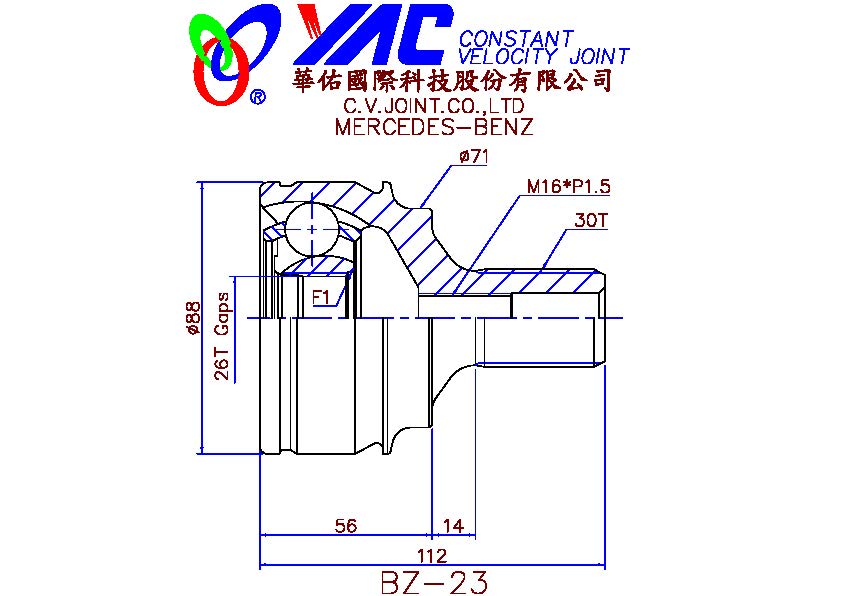 YAC CONSTANT
VELOCITY JOINT
®
華佑國際科技股份有限公司
C.V.JOINT.CO.,LTD
MERCEDES-BENZ
ø71
M16*P1.5
30T
F1
ø88
26T Gaps
56
14
112
BZ-23